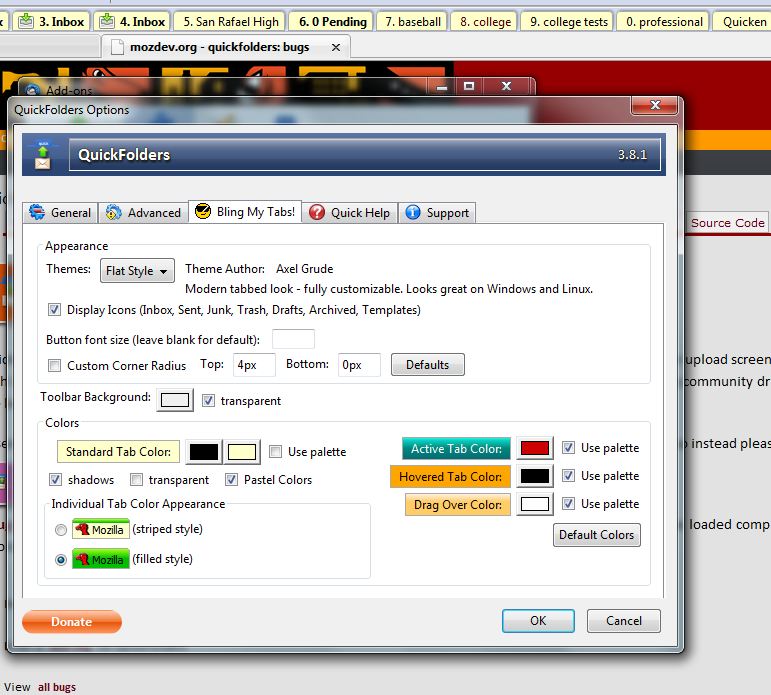 3. Inbox 4. Inbox 5. San Rafael High 6. 0 Pending 7. baseball 8. college 9. college tests 0. professional Quicken
mozdev.org - quickfolders: bugs
Add-ons
QuickFolders Options
QuickFolders 3.8.1
General Advanced Bling My Tabs! Quick Help Support
Source Code
Appearance
Themes: Flat Style Theme Author: Axel Grude
Modern tabbed look - fully customizable. Looks great on Windows and Linux.
Display Icons (Inbox, Sent, Junk, Trash, Drafts, Archived, Templates)
Button font size (leave blank for default):
upload screen
Custom Corner Radius Top: 4px Bottom: 0px Defaults
community dr
Toolbar Background: transparent
Colors
instead pleas
Standard Tab Color: Use palette Active Tab Color: Use palette
shadows transparent Pastel Colors Hovered Tab Color: Use palette
Individual Tab Color Appearance Drag Over Color: Use palette
Mozilla (striped style) Default Colors
loaded comp
Mozilla (filled style)
Donate OK Cancel
View all bugs